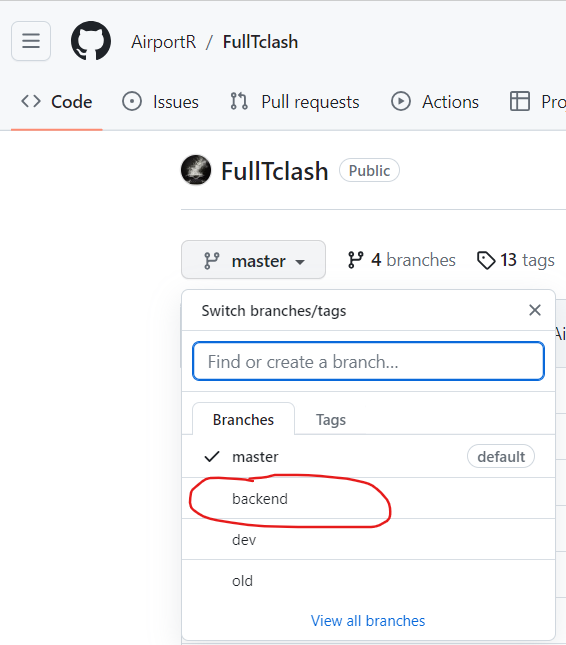 AirportR / FullTclash
Code Issues Pull requests Actions
FullTclash Public
master 4 branches 13 tags
Switch branches/tags
Find or create a branch...
Branches Tags
master default
backend
dev
old
View all branches